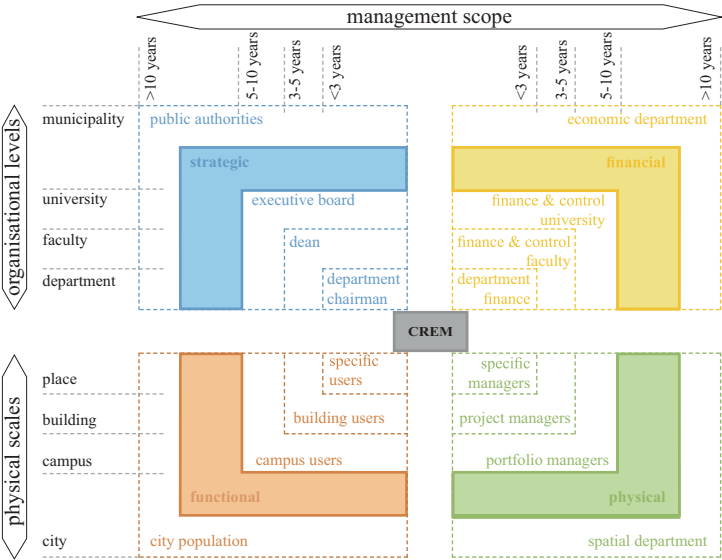 management scope
>10 years
5-10 years
3-5 years
<3 years
<3 years
3-5 years
5-10 years
>10 years
organisational levels
municipality
university
faculty
department
public authorities
strategic
executive board
dean
department
chairman
economic department
financial
finance & control
university
finance & control
faculty
department
finance
CREM
physical scales
place
building
campus
city
specific
users
building users
campus users
functional
city population
specific
managers
project managers
portfolio managers
physical
spatial department